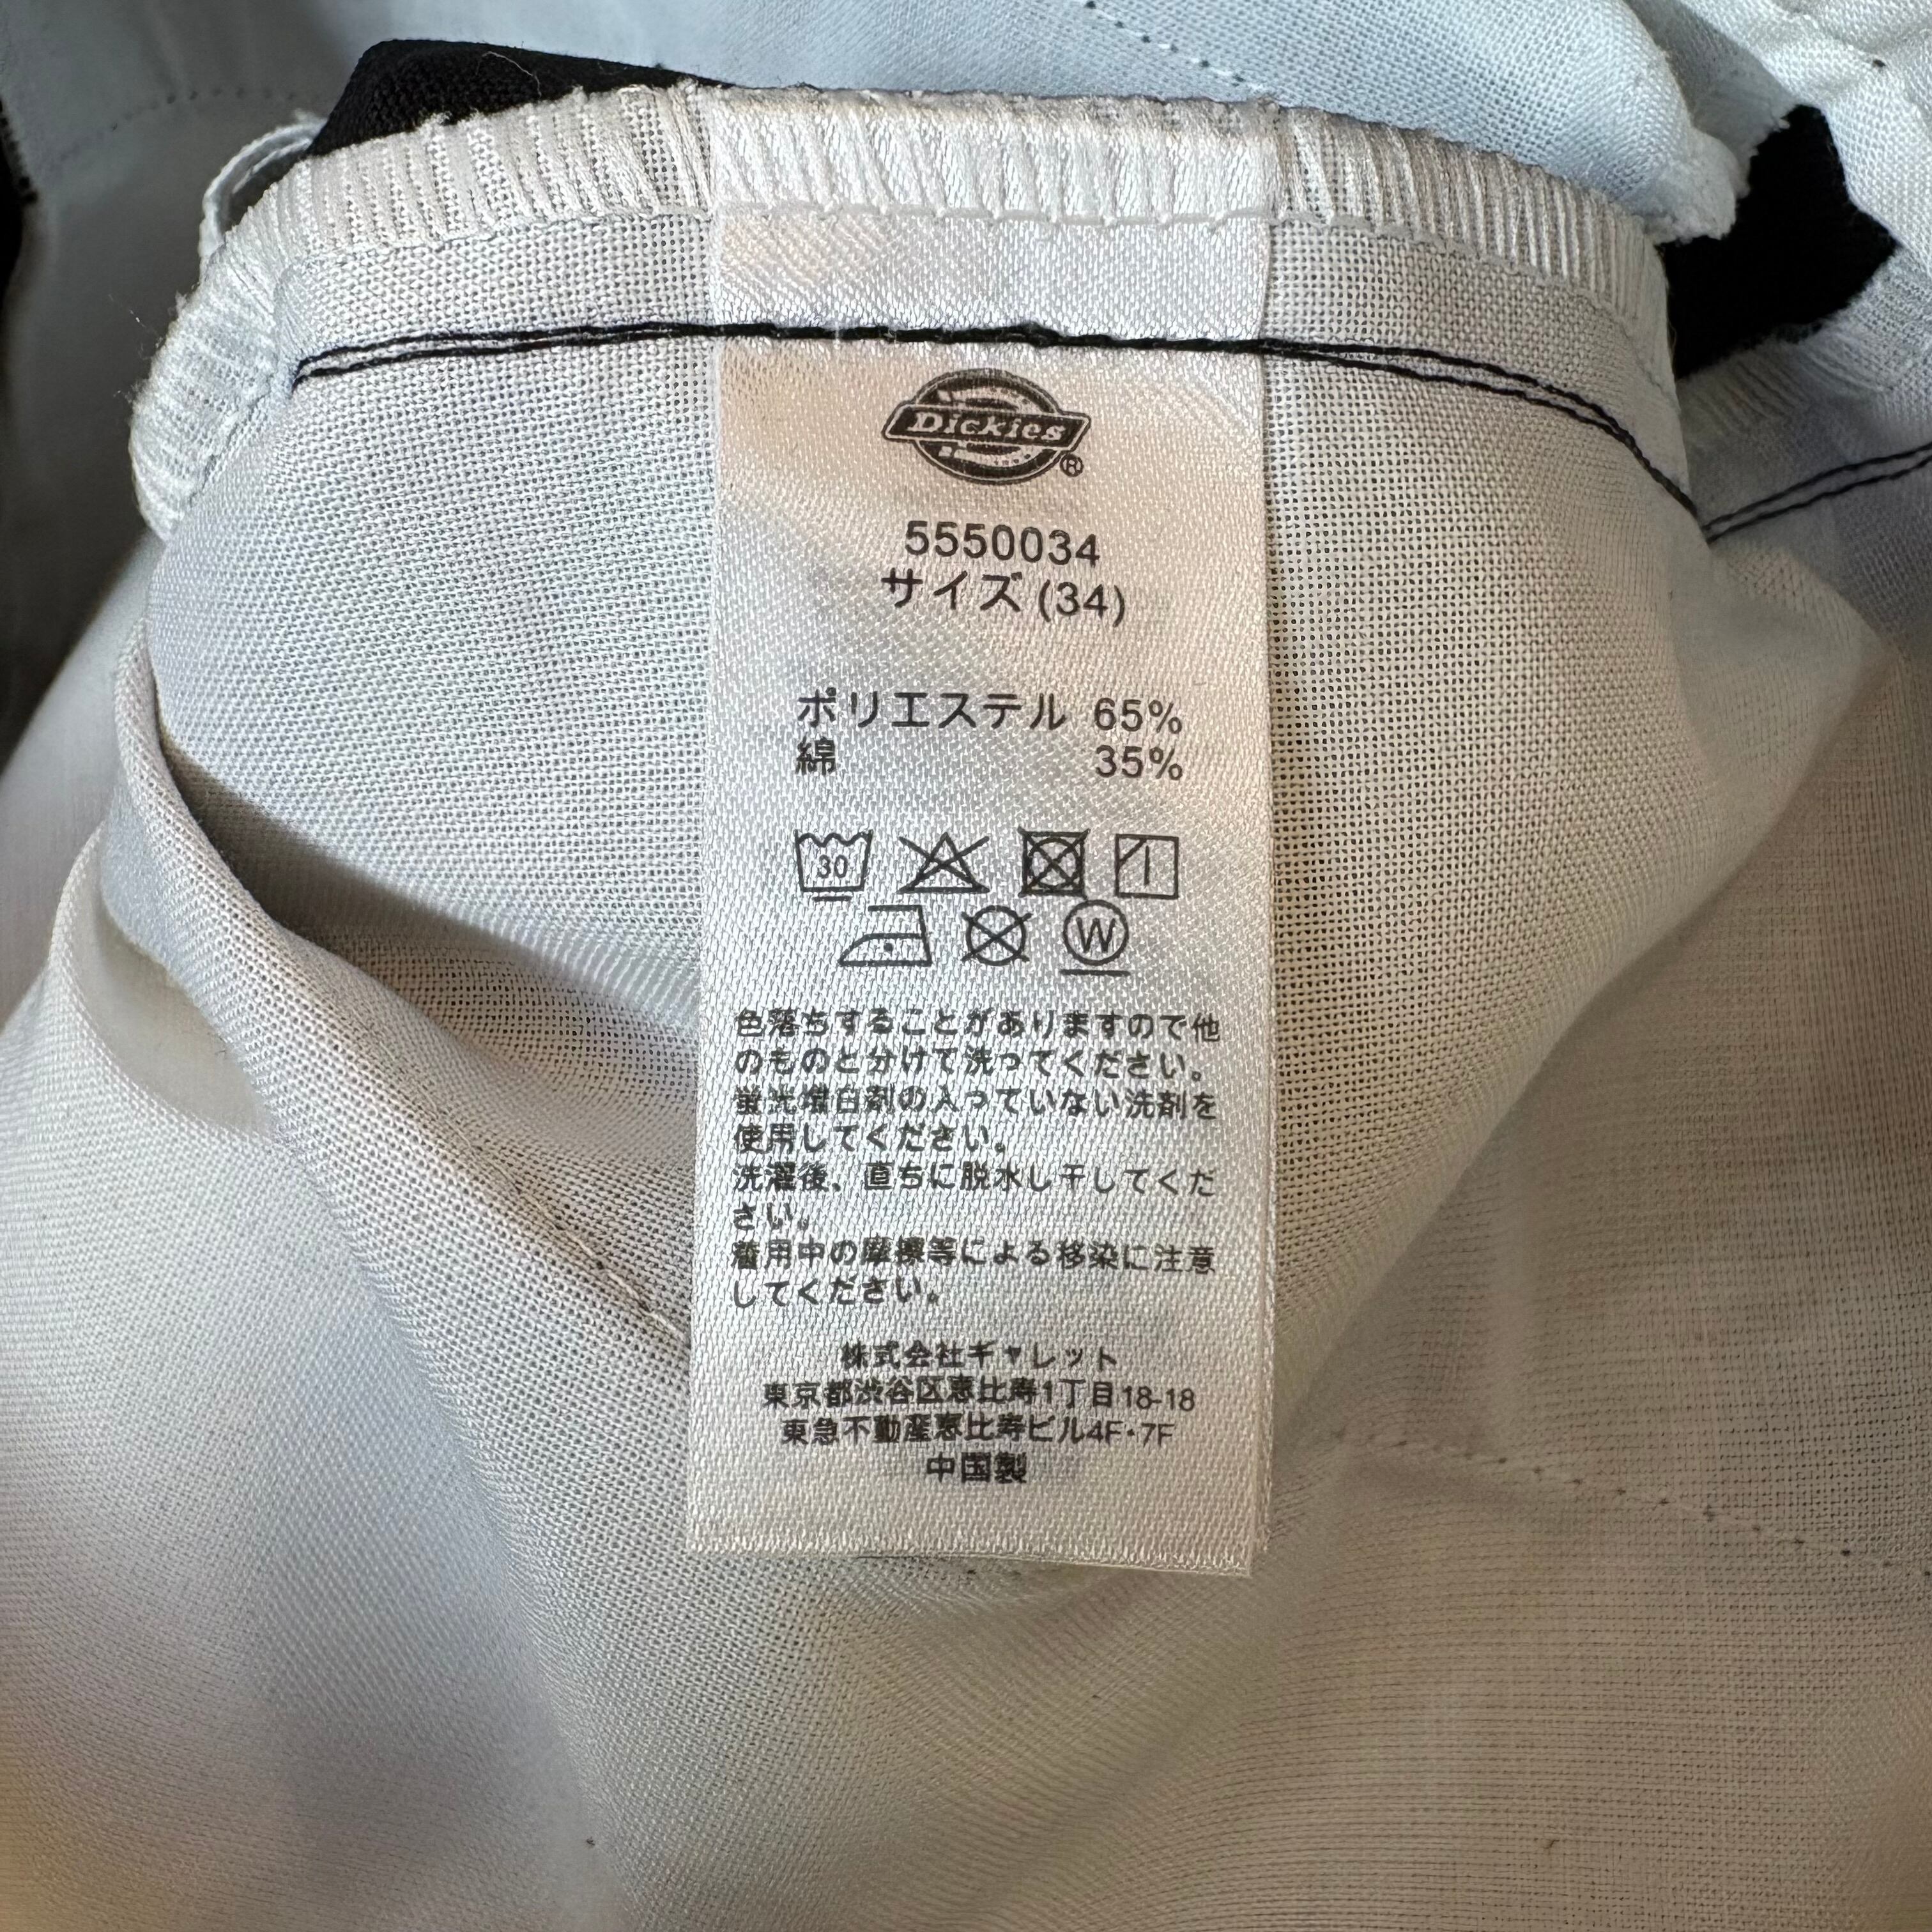 Dickies
®
5550034
サイズ (34)
ポリエステル 65%
綿 35%
30
W
色落ちすることがありますので他
のものと分けて洗ってください。
蛍光増白剤の入っていない洗剤を
使用してください。
洗濯後、直ちに脱水し干してくだ
さい。
着用中の摩擦等による移染に注意
してください。
株式会社ギャレット
東京都渋谷区恵比寿1丁目18-18
東急不動産恵比寿ビル4F・7F
中国製